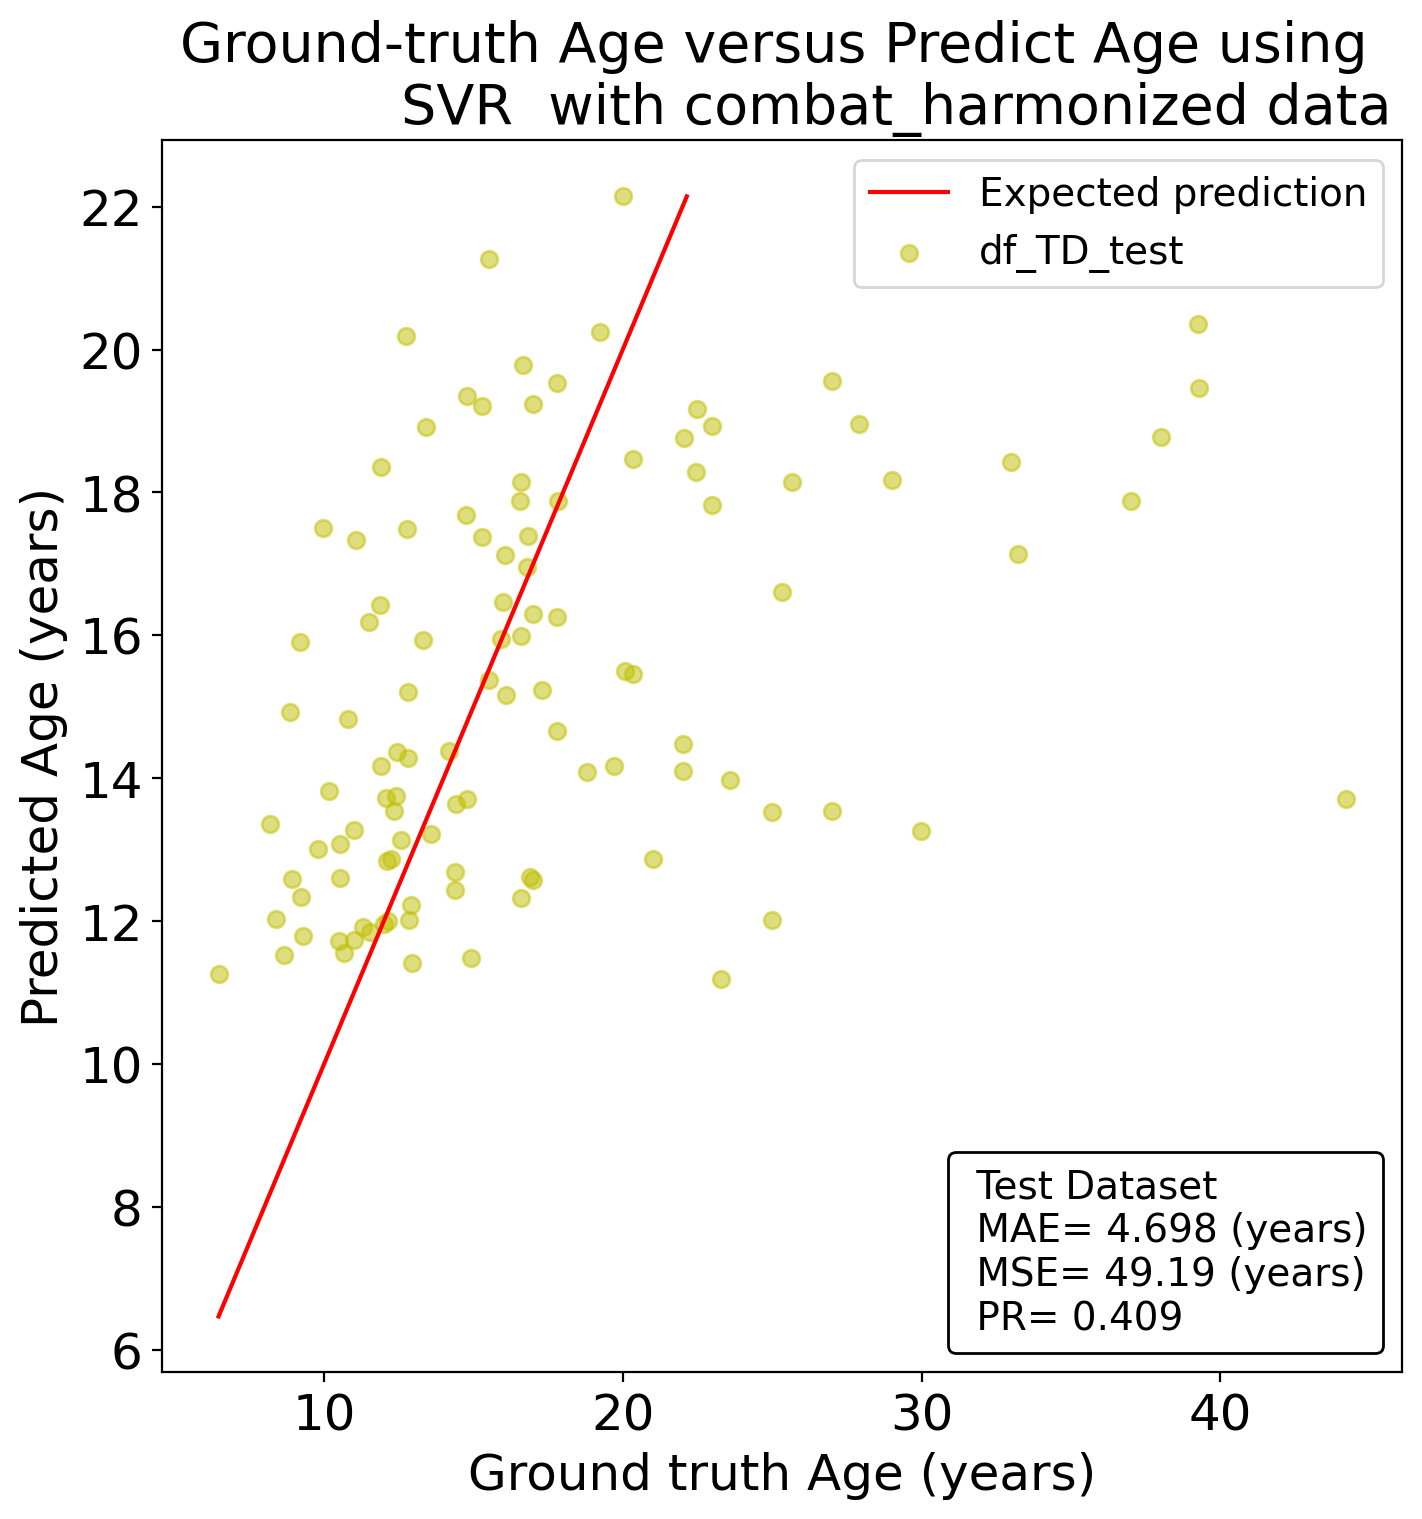 Ground-truth Age versus Predict Age using
SVR  with combat_harmonized data
Expected prediction
df_TD_test
22
20
18
16
14
12
10
8
6
Predicted Age (years)
Test Dataset
MAE= 4.698 (years)
MSE= 49.19 (years)
PR= 0.409
10
20
30
40
Ground truth Age (years)